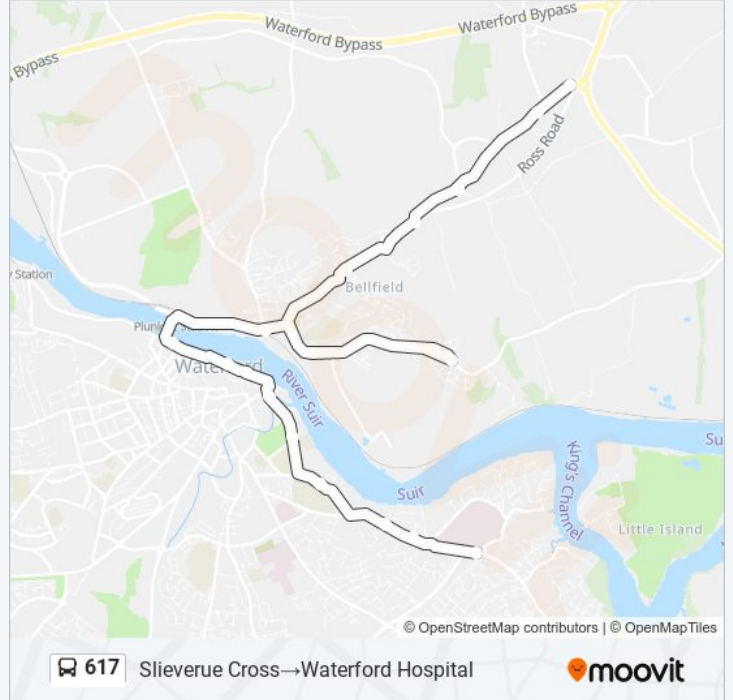 Waterford Bypass
Waterford Bypass
Bypass
Ross Road
Station
Bellfield
Waterford
River Suir
Suir
King's Channel
Su
Little Island
© OpenStreetMap contributors | © OpenMapTiles
617 Slieverue Cross→Waterford Hospital
moovit